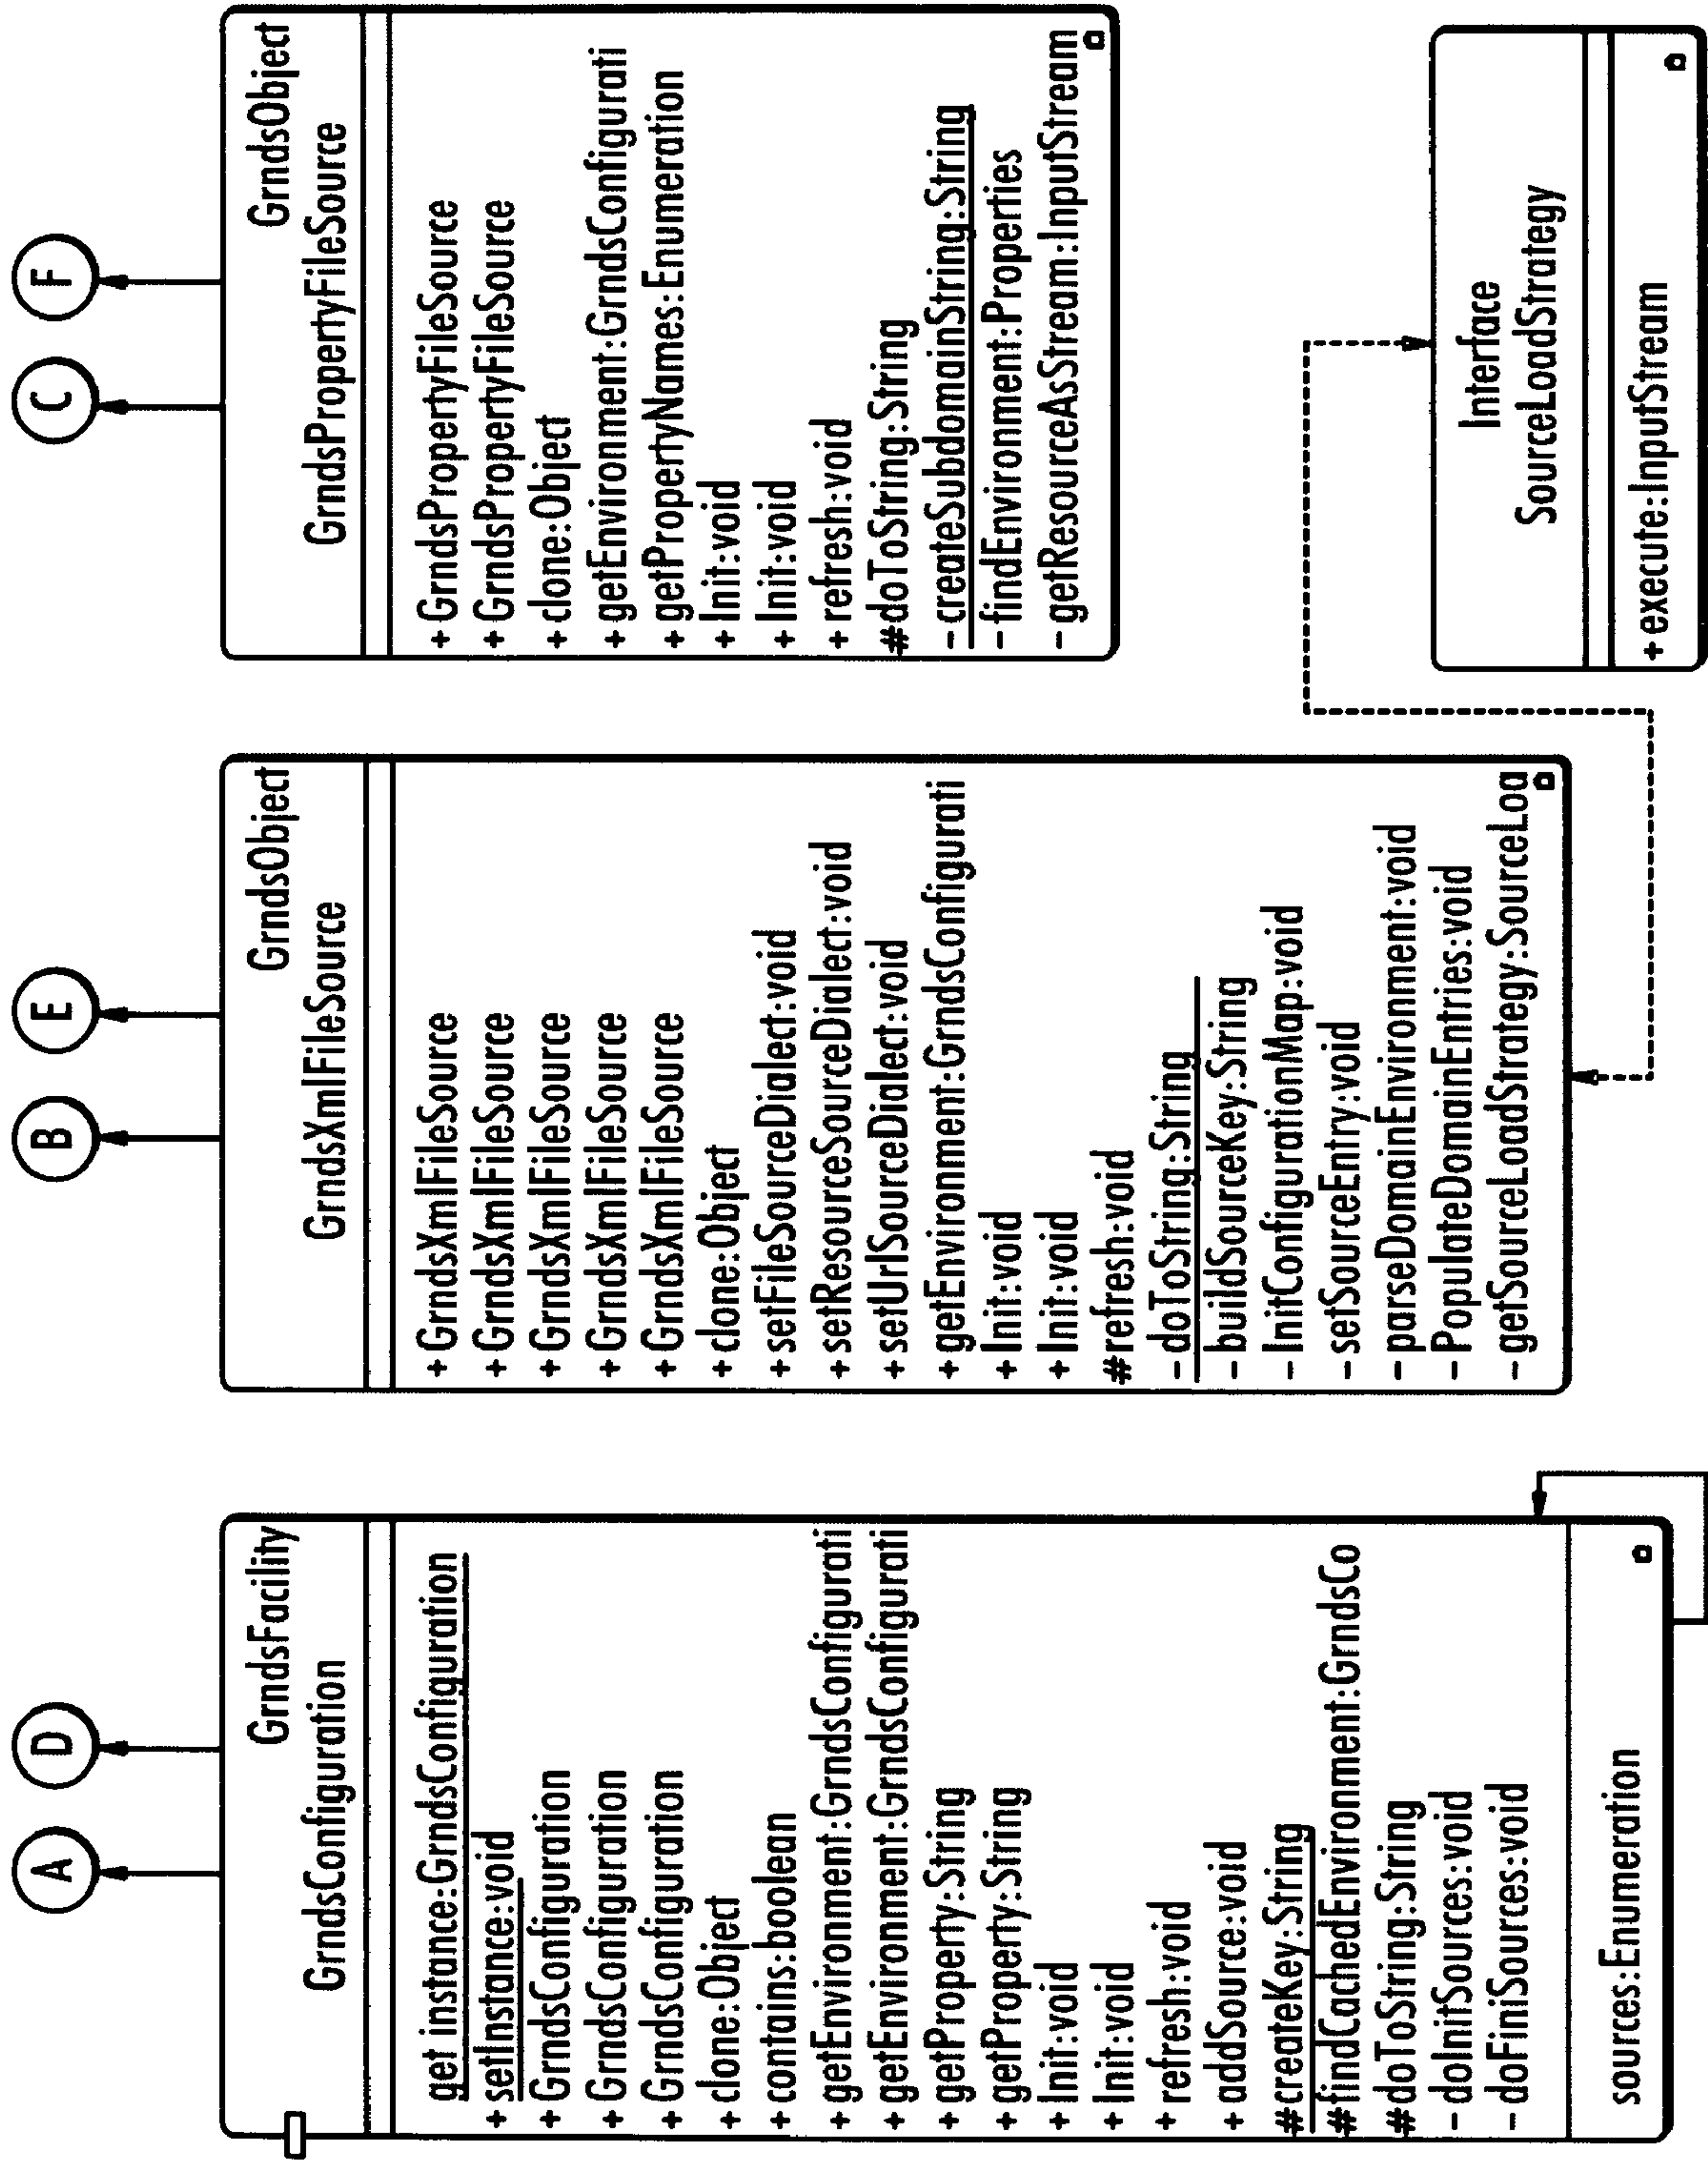 A
D
GrndsFacility
GrndsConfiguration
get instance:GrndsConfiguration
+ setInstance:void
+ GrndsConfiguration
+ GrndsConfiguration
+ GrndsConfiguration
+ clone:Object
+ contains:boolean
+ getEnvironment:GrndsConfigurati
+ getEnvironment:GrndsConfigurati
+ getProperty:String
+ getProperty:String
+ Init:void
+ Init:void
+ refresh:void
+ addSource:void
#createKey:String
#findCachedEnvironment:GrndsCo
#doToString:String
- doInitSources:void
- doFiniSources:void
sources:Enumeration
B
E
GrndsObject
GrndsXmlFileSource
+ GrndsXmlFileSource
+ GrndsXmlFileSource
+ GrndsXmlFileSource
+ GrndsXmlFileSource
+ GrndsXmlFileSource
+ clone:Object
+ setFileSourceDialect:void
+ setResourceSourceDialect:void
+ setUrlSourceDialect:void
+ getEnvironment:GrndsConfigurati
+ Init:void
+ Init:void
#refresh:void
- doToString:String
- buildSourceKey:String
- InitConfigurationMap:void
- setSourceEntry:void
- parseDomainEnvironment:void
- PopulateDomainEntries:void
- getSourceLoadStrategy:SourceLoa
C
F
GrndsObject
GrndsPropertyFileSource
+ GrndsPropertyFileSource
+ GrndsPropertyFileSource
+ clone:Object
+ getEnvironment:GrndsConfigurati
+ getPropertyNames:Enumeration
+ Init:void
+ Init:void
+ refresh:void
#doToString:String
- createSubdomainString:String
- findEnvironment:Properties
- getResourceAsStream:InputStream
Interface
SourceLoadStrategy
+ execute:InputStream